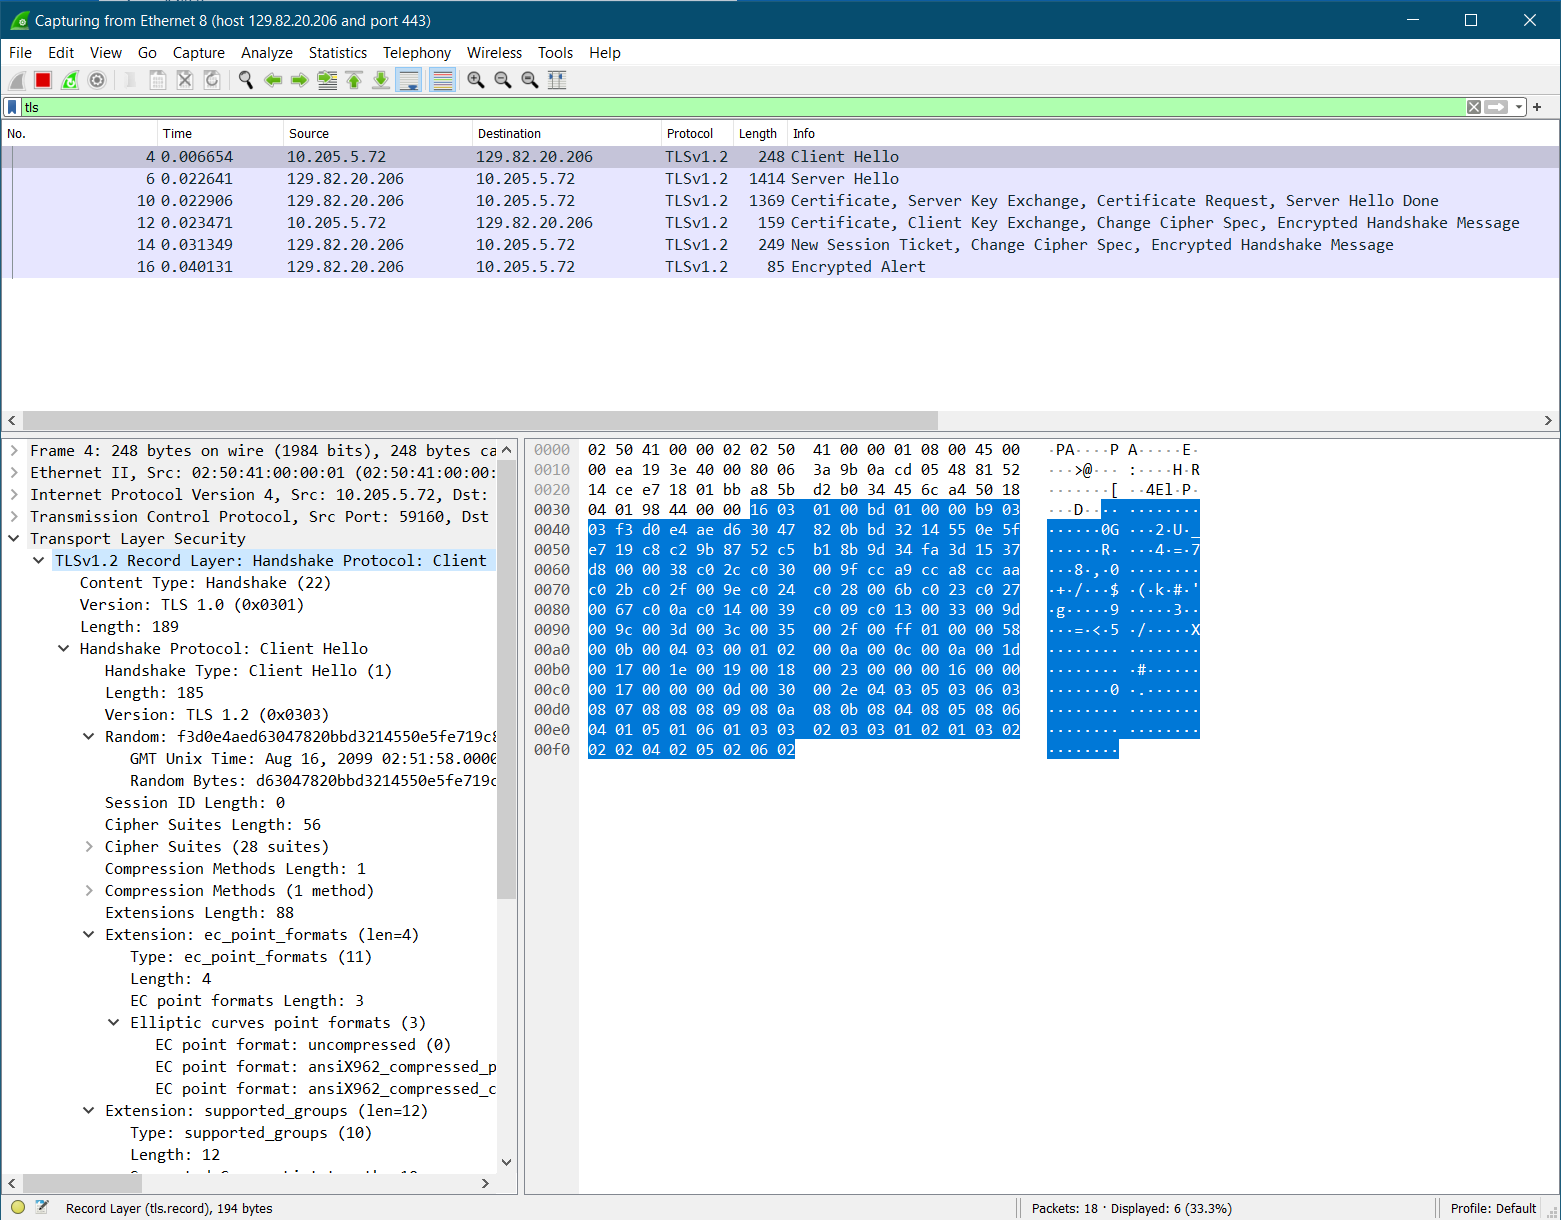 Capturing from Ethernet 8 (host 129.82.20.206 and port 443)
File Edit View Go Capture Analyze Statistics Telephony Wireless Tools Help
tls
No. Time Source Destination Protocol Length Info
4 0.006654 10.205.5.72 129.82.20.206 TLSv1.2 248 Client Hello
6 0.022641 129.82.20.206 10.205.5.72 TLSv1.2 1414 Server Hello
10 0.022906 129.82.20.206 10.205.5.72 TLSv1.2 1369 Certificate, Server Key Exchange, Certificate Request, Server Hello Done
12 0.023471 10.205.5.72 129.82.20.206 TLSv1.2 159 Certificate, Client Key Exchange, Change Cipher Spec, Encrypted Handshake Message
14 0.031349 129.82.20.206 10.205.5.72 TLSv1.2 249 New Session Ticket, Change Cipher Spec, Encrypted Handshake Message
16 0.040131 129.82.20.206 10.205.5.72 TLSv1.2 85 Encrypted Alert
Frame 4: 248 bytes on wire (1984 bits), 248 bytes ca
Ethernet II, Src: 02:50:41:00:00:01 (02:50:41:00:00:
Internet Protocol Version 4, Src: 10.205.5.72, Dst:
Transmission Control Protocol, Src Port: 59160, Dst
Transport Layer Security
TLSv1.2 Record Layer: Handshake Protocol: Client
Content Type: Handshake (22)
Version: TLS 1.0 (0x0301)
Length: 189
Handshake Protocol: Client Hello
Handshake Type: Client Hello (1)
Length: 185
Version: TLS 1.2 (0x0303)
Random: f3d0e4aed63047820bbd3214550e5fe719c8
GMT Unix Time: Aug 16, 2099 02:51:58.0000
Random Bytes: d63047820bbd3214550e5fe719c
Session ID Length: 0
Cipher Suites Length: 56
Cipher Suites (28 suites)
Compression Methods Length: 1
Compression Methods (1 method)
Extensions Length: 88
Extension: ec_point_formats (len=4)
Type: ec_point_formats (11)
Length: 4
EC point formats Length: 3
Elliptic curves point formats (3)
EC point format: uncompressed (0)
EC point format: ansiX962_compressed_p
EC point format: ansiX962_compressed_c
Extension: supported_groups (len=12)
Type: supported_groups (10)
Length: 12
0000 02 50 41 00 00 02 02 50 41 00 00 01 08 00 45 00 ·PA····P A·····E·
0010 00 ea 19 3e 40 00 80 06 3a 9b 0a cd 05 48 81 52 ···>@··· :····H·R
0020 14 ce e7 18 01 bb a8 5b d2 b0 34 45 6c a4 50 18 ·······[ ··4El·P·
0030 04 01 98 44 00 00 16 03 01 00 bd 01 00 00 b9 03 ···D···· ········
0040 03 f3 d0 e4 ae d6 30 47 82 0b bd 32 14 55 0e 5f ······0G ···2·U·_
0050 e7 19 c8 c2 9b 87 52 c5 b1 8b 9d 34 fa 3d 15 37 ······R· ···4·=·7
0060 d8 00 00 38 c0 2c c0 30 00 9f cc a9 cc a8 cc aa ···8·,·0 ········
0070 c0 2b c0 2f 00 9e c0 24 c0 28 00 6b c0 23 c0 27 ·+·/···$ ·(·k·#·'
0080 00 67 c0 0a c0 14 00 39 c0 09 c0 13 00 33 00 9d ·g·····9 ·····3··
0090 00 9c 00 3d 00 3c 00 35 00 2f 00 ff 01 00 00 58 ···=·<·5 ·/·····X
00a0 00 0b 00 04 03 00 01 02 00 0a 00 0c 00 0a 00 1d ········ ········
00b0 00 17 00 1e 00 19 00 18 00 23 00 00 00 16 00 00 ········ ·#······
00c0 00 17 00 00 00 0d 00 30 00 2e 04 03 05 03 06 03 ·······0 ·.······
00d0 08 07 08 08 08 09 08 0a 08 0b 08 04 08 05 08 06 ········ ········
00e0 04 01 05 01 06 01 03 03 02 03 03 01 02 01 03 02 ········ ········
00f0 02 02 04 02 05 02 06 02 ········
Record Layer (tls.record), 194 bytes
Packets: 18 · Displayed: 6 (33.3%)
Profile: Default